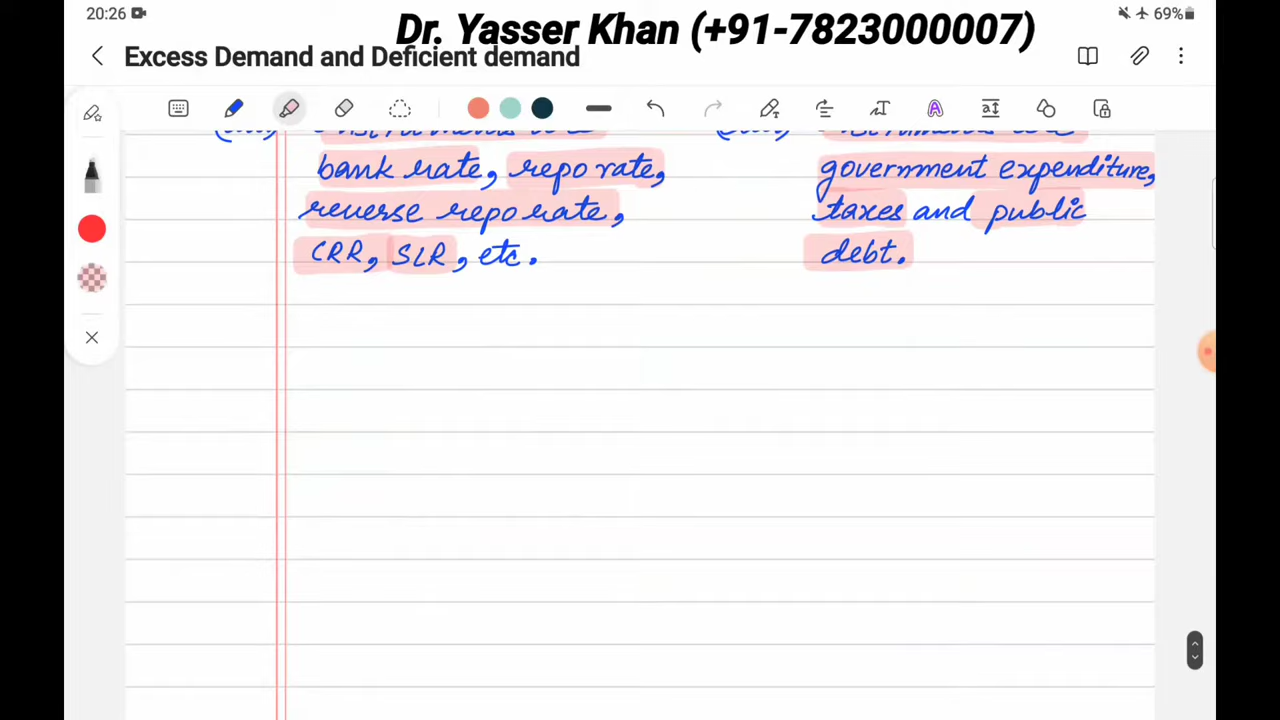 20:26
69%
Dr. Yasser Khan (+91-7823000007)
Excess Demand and Deficient demand
bank rate, repo rate,
reverse repo rate,
CRR, SLR, etc.
government expenditure,
taxes and public
debt.